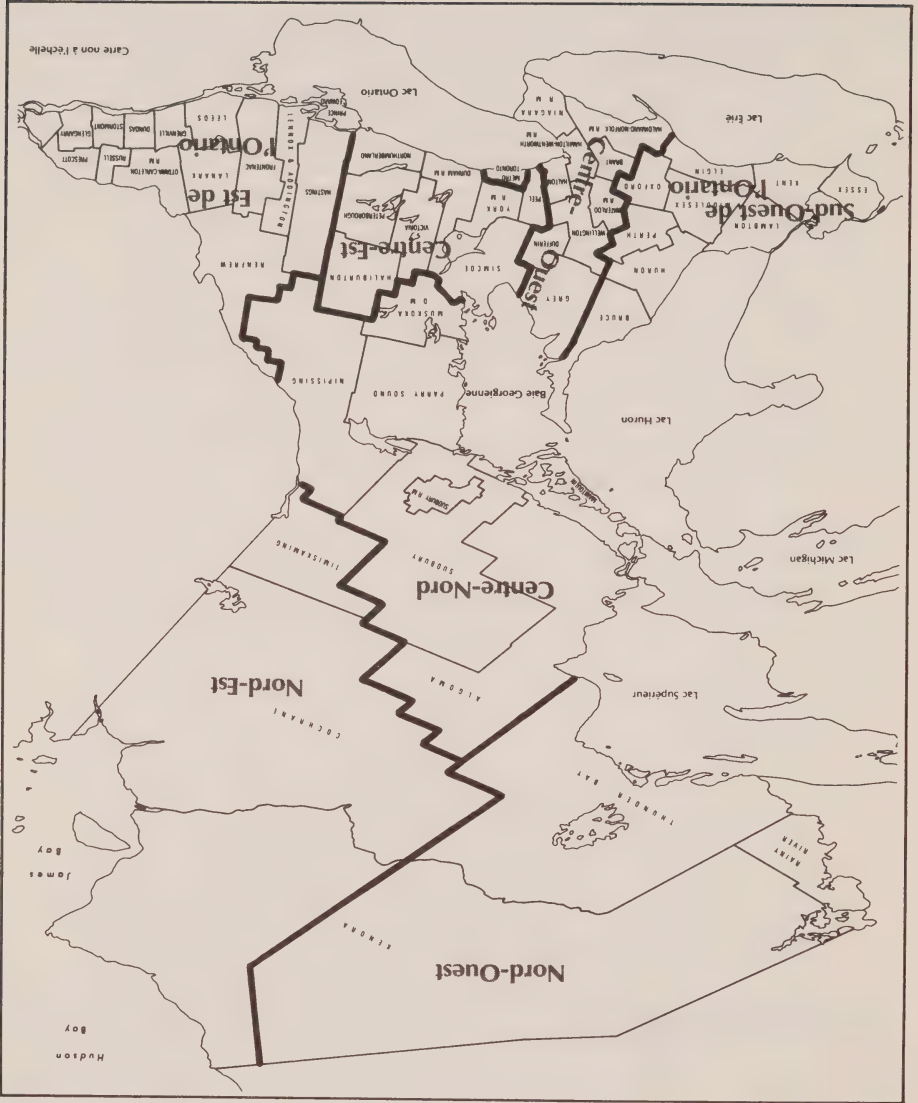 Hudson
Bay
James
Bay
Nord-Ouest
KENORA
RAINY
RIVER
THUNDER BAY
COCHRANE
Nord-Est
Lac Supérieur
ALGOMA
Centre-Nord
TIMISKAMING
SUDBURY
SUDBURY R M
Lac Michigan
MANITOULIN
Lac Huron
Baie Georgienne
PARRY SOUND
NIPISSING
MUSKOKA
D M
HALIBURTON
RENFREW
BRUCE
GREY
SIMCOE
DUFFERIN
Centre-
Ouest
Centre-Est
VICTORIA
PETERBOROUGH
HASTINGS
LENNOX & ADDINGTON
FRONTENAC
LANARK
LEEDS
Est de
l'Ontario
OTTAWA-CARLETON
R M
RUSSELL
PRESCOTT
GRENVILLE
DUNDAS
STORMONT
GLENGARRY
HURON
PERTH
WELLINGTON
WATERLOO
R M
PEEL
HALTON
YORK
R M
METRO
TORONTO
DURHAM R M
NORTHUMBERLAND
PRINCE
EDWARD
Sud-Ouest de
l'Ontario
LAMBTON
MIDDLESEX
OXFORD
BRANT
HAMILTON-WENTWORTH
R M
ESSEX
KENT
ELGIN
HALDIMAND-NORFOLK
R M
NIAGARA
R M
Lac Érié
Lac Ontario
Carte non à l'échelle